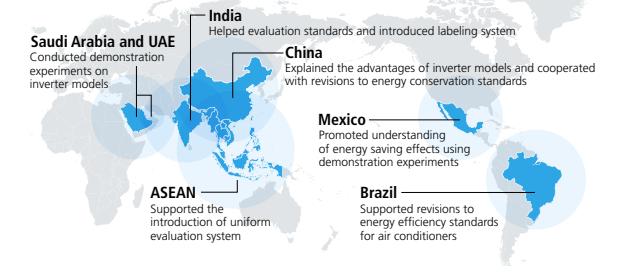 India
Helped evaluation standards and introduced labeling system
Saudi Arabia and UAE
Conducted demonstration
experiments on
inverter models
China
Explained the advantages of inverter models and cooperated
with revisions to energy conservation standards
Mexico
Promoted understanding
of energy saving effects using
demonstration experiments
ASEAN
Supported the
introduction of uniform
evaluation system
Brazil
Supported revisions to
energy efficiency standards
for air conditioners